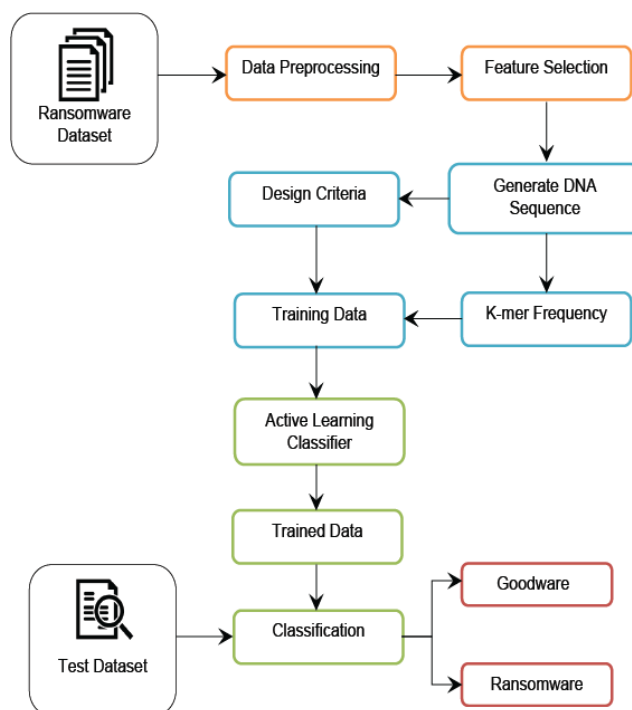 Ransomware
Dataset
Data Preprocessing
Feature Selection
Design Criteria
Generate DNA
Sequence
Training Data
K-mer Frequency
Active Learning
Classifier
Trained Data
Test Dataset
Classification
Goodware
Ransomware